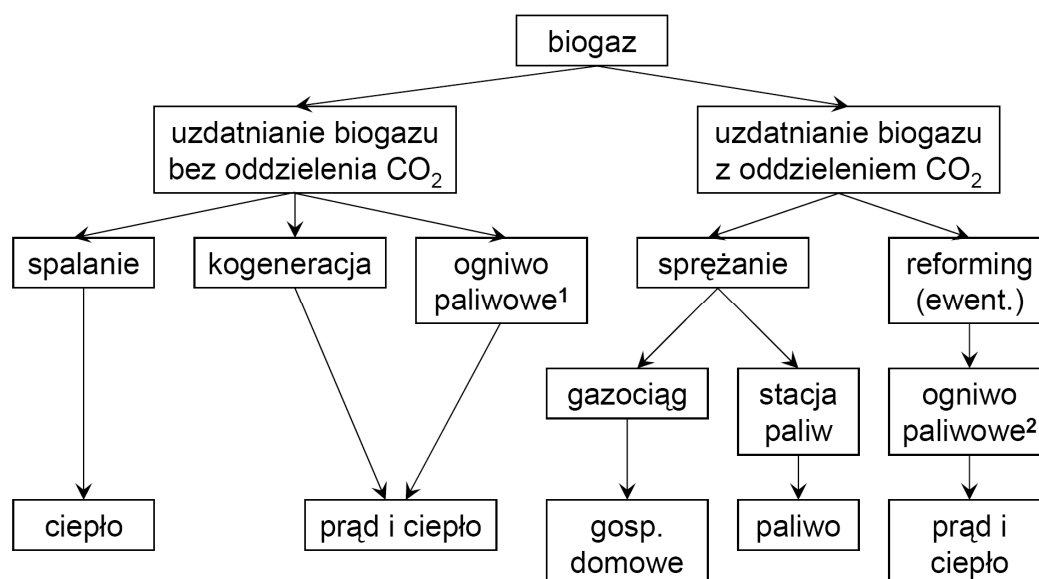 biogaz
uzdatnianie biogazu
bez oddzielenia CO₂
uzdatnianie biogazu
z oddzieleniem CO₂
spalanie
kogeneracja
ogniwo
paliwowe¹
sprężanie
reforming
(ewent.)
gazociąg
stacja
paliw
ogniwo
paliwowe²
ciepło
prąd i ciepło
gosp.
domowe
paliwo
prąd i
ciepło